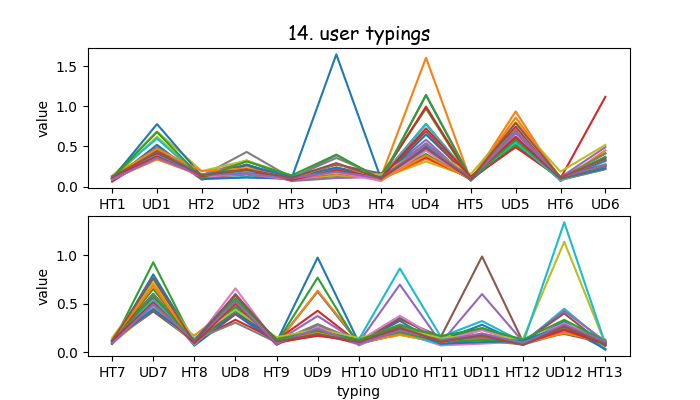 14. user typings
value
1.5
1.0
0.5
0.0
HT1 UD1 HT2 UD2 HT3 UD3 HT4 UD4 HT5 UD5 HT6 UD6
value
1.0
0.5
0.0
HT7 UD7 HT8 UD8 HT9 UD9 HT10 UD10 HT11 UD11 HT12 UD12 HT13
typing